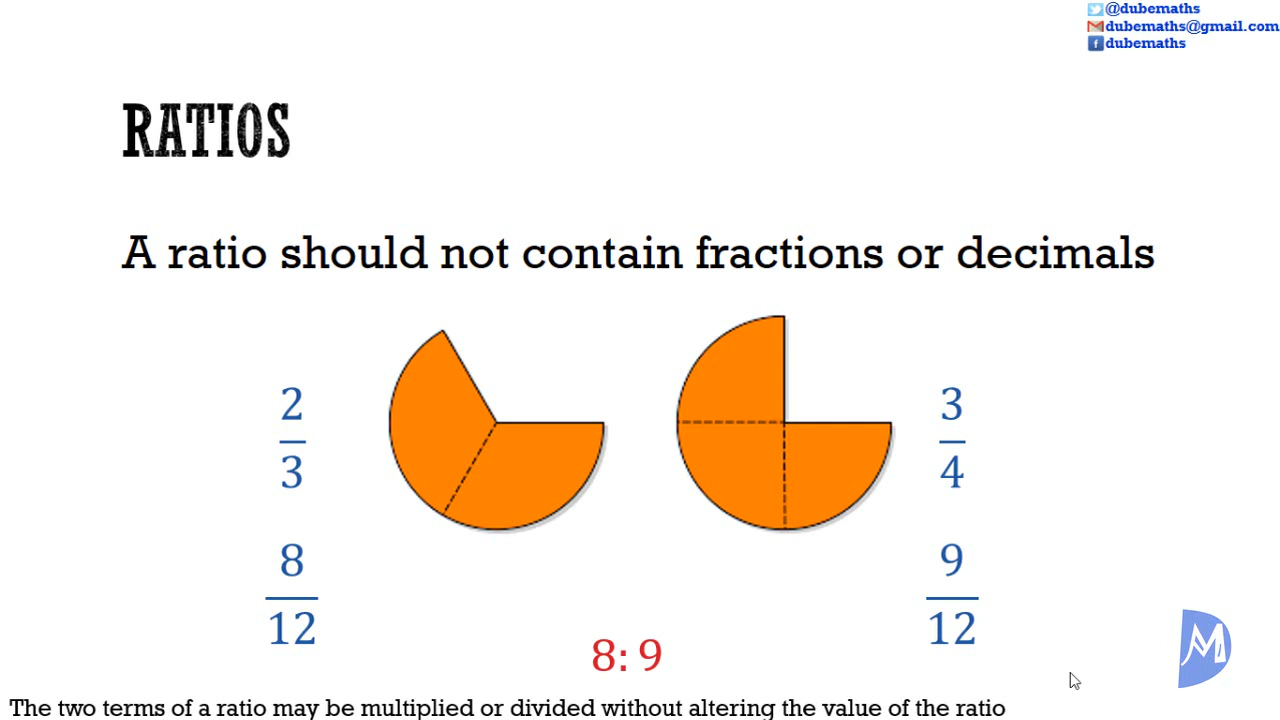 @dubemaths
dubemaths@gmail.com
f dubemaths
RATIOS
A ratio should not contain fractions or decimals
2
3
3
4
8
12
9
12
8: 9
DM
The two terms of a ratio may be multiplied or divided without altering the value of the ratio